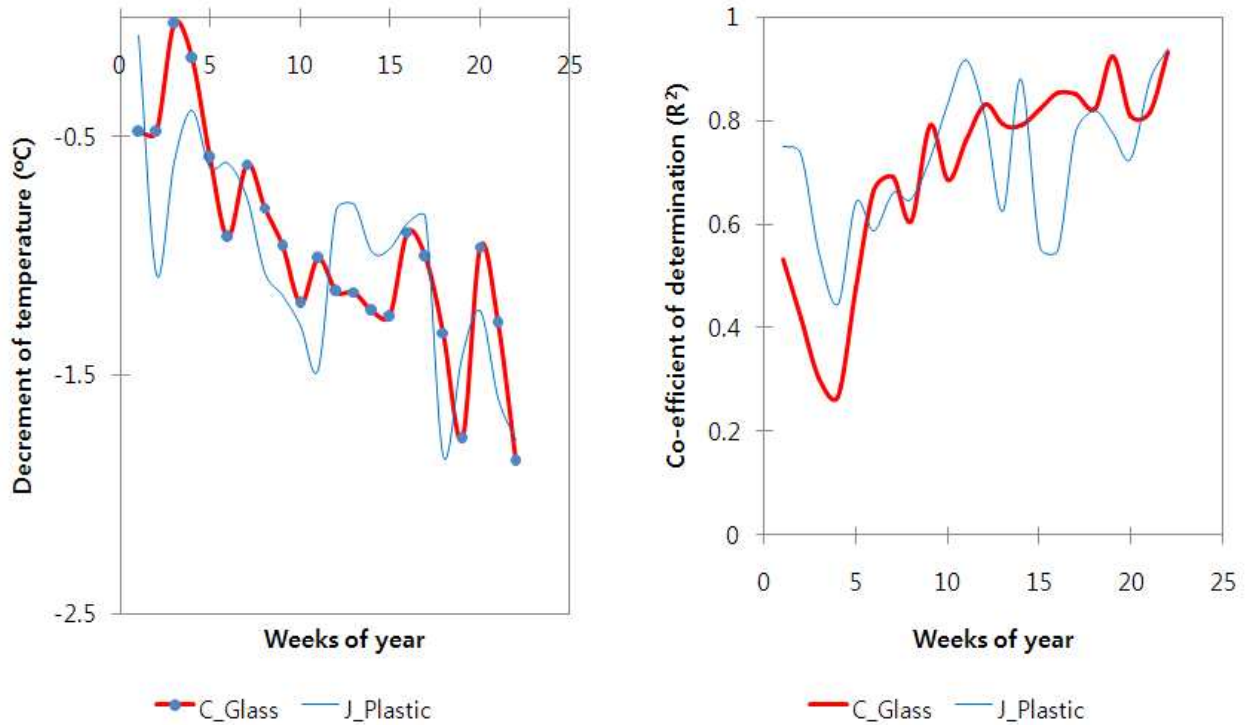 0
5
10
15
20
25
-0.5
-1.5
-2.5
Decrement of temperature (ºC)
Weeks of year
C_Glass
J_Plastic
1
0.8
0.6
0.4
0.2
0
0
5
10
15
20
25
Co-efficient of determination (R²)
Weeks of year
C_Glass
J_Plastic